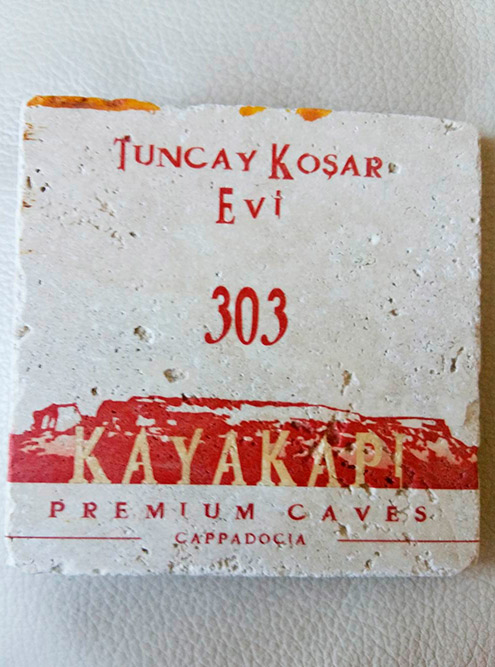 TUNCAY KOŞAR
EVİ
303
KAYAKAPI
PREMIUM CAVES
CAPPADOCIA